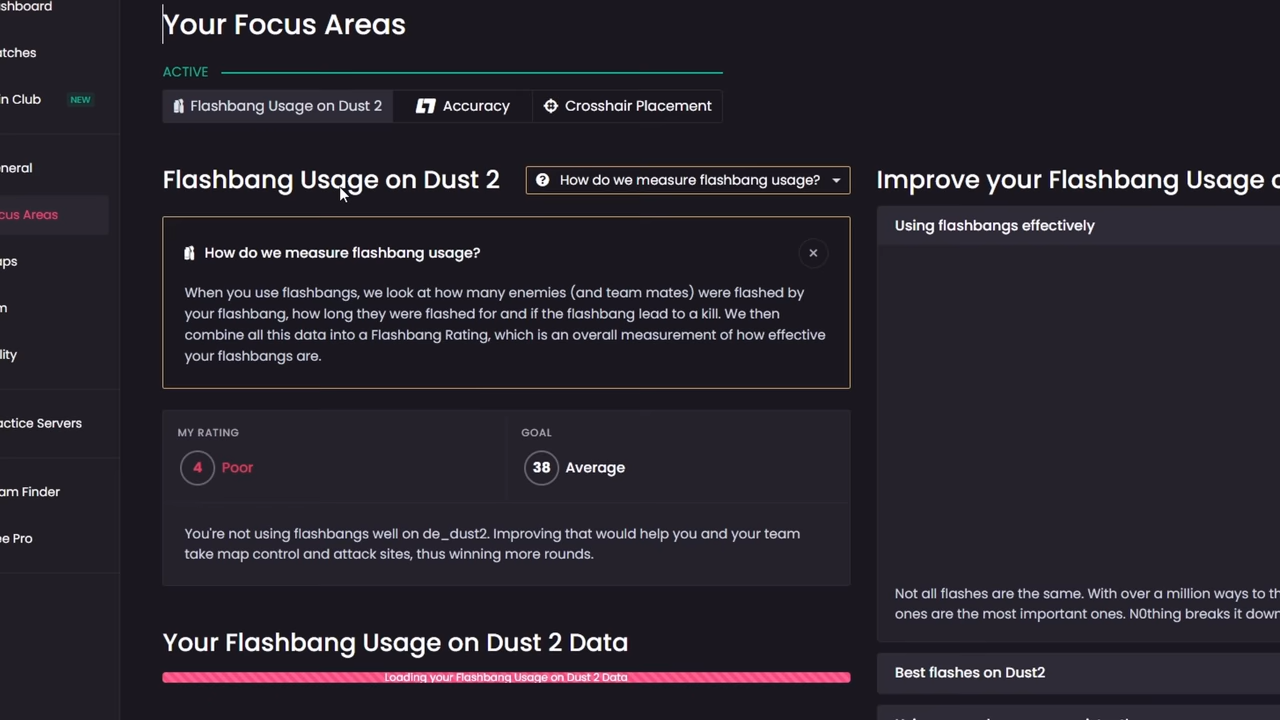 shboard
atches
in Club NEW
neral
cus Areas
ps
m
lity
actice Servers
am Finder
ee Pro
Your Focus Areas
ACTIVE
Flashbang Usage on Dust 2
Accuracy
Crosshair Placement
Flashbang Usage on Dust 2
How do we measure flashbang usage?
How do we measure flashbang usage?
When you use flashbangs, we look at how many enemies (and team mates) were flashed by
your flashbang, how long they were flashed for and if the flashbang lead to a kill. We then
combine all this data into a Flashbang Rating, which is an overall measurement of how effective
your flashbangs are.
MY RATING
4 Poor
GOAL
38 Average
You're not using flashbangs well on de_dust2. Improving that would help you and your team
take map control and attack sites, thus winning more rounds.
Your Flashbang Usage on Dust 2 Data
Loading your Flashbang Usage on Dust 2 Data
Improve your Flashbang Usage
Using flashbangs effectively
Not all flashes are the same. With over a million ways to th
ones are the most important ones. N0thing breaks it down
Best flashes on Dust2